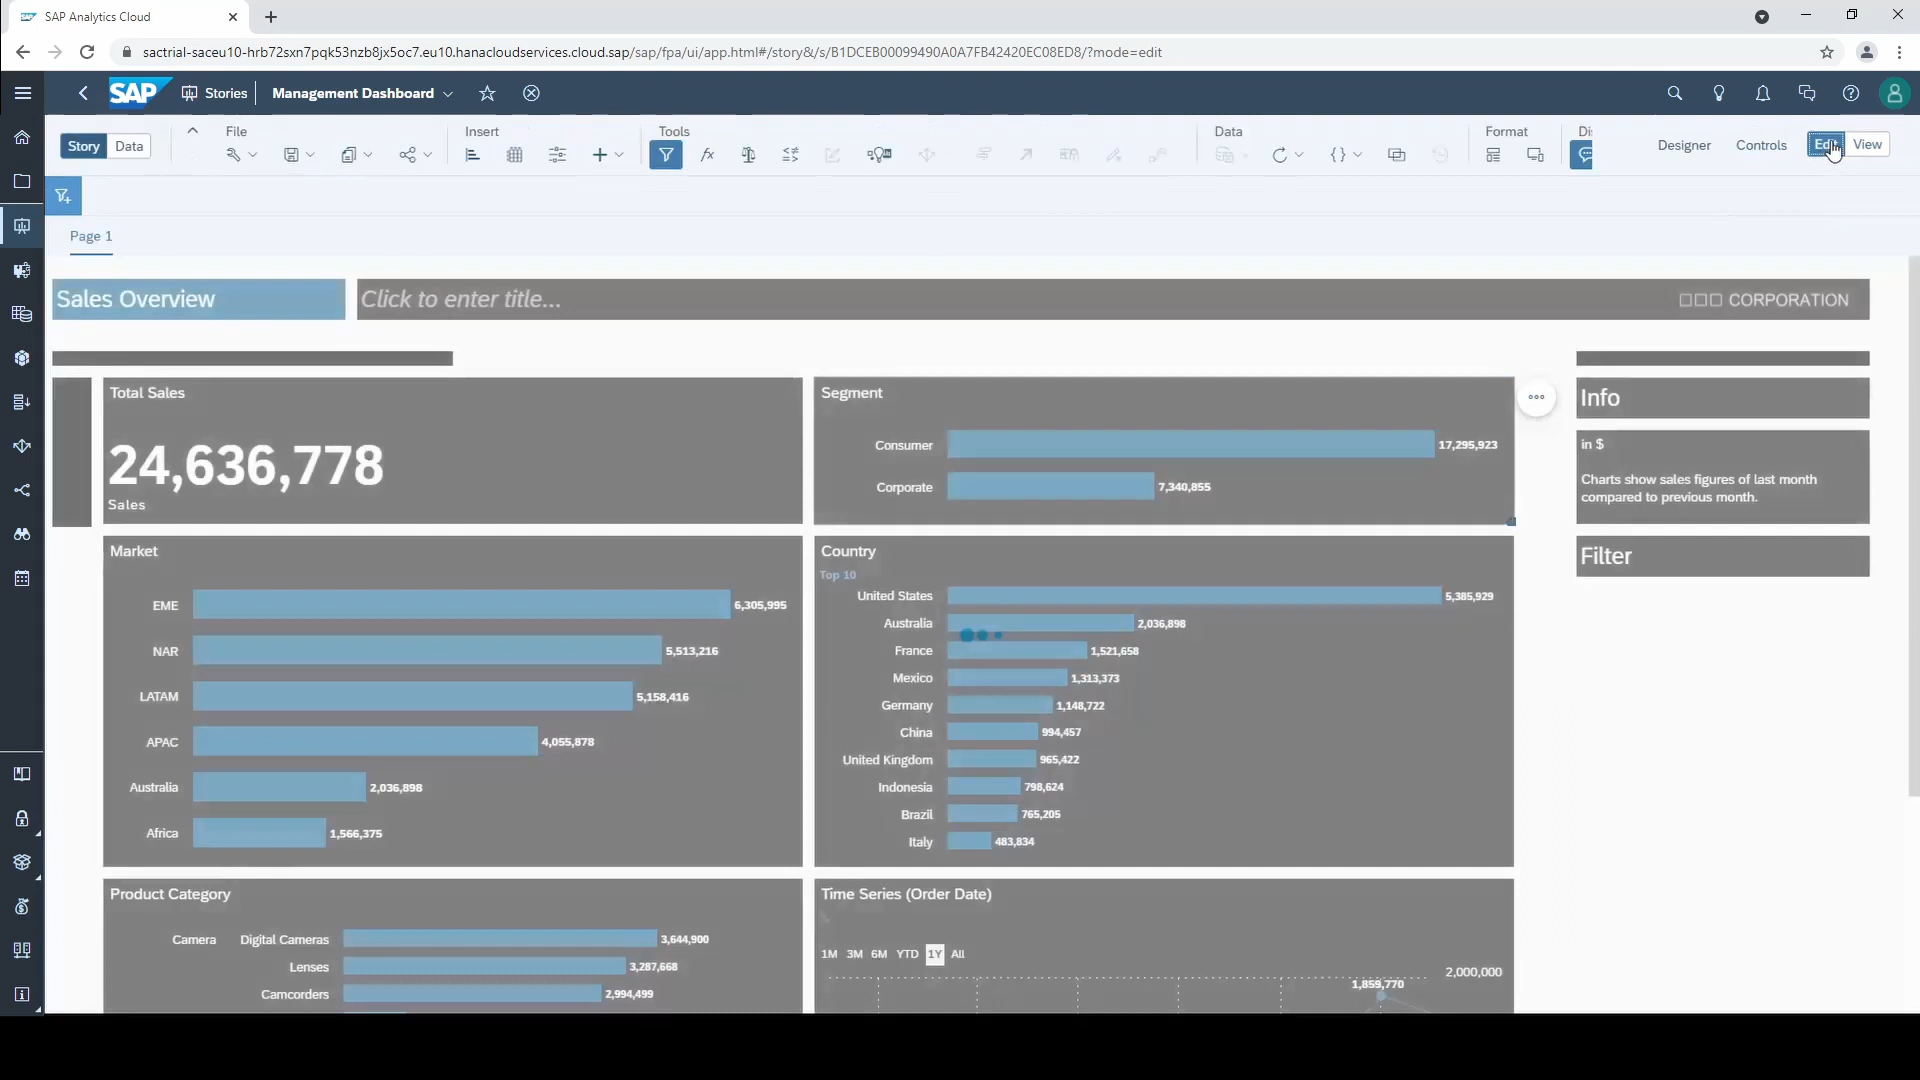 SAP Analytics Cloud
sactrial-saceu10-hrb72sxn7pqk53nzb8jx5oc7.eu10.hanacloudservices.cloud.sap/sap/fpa/ui/app.html#/story&/s/B1DCEB00099490A0A7FB42420EC08ED8/?mode=edit
SAP
Stories
Management Dashboard
Story
Data
File
Insert
Tools
Data
Format
Designer
Controls
View
Page 1
Sales Overview
Click to enter title...
□□□ CORPORATION
Total Sales
24,636,778
Sales
Segment
Consumer 17,295,923
Corporate 7,340,855
Info
in $
Charts show sales figures of last month
compared to previous month.
Filter
Market
EME 6,305,995
NAR 5,513,216
LATAM 5,158,416
APAC 4,055,878
Australia 2,036,898
Africa 1,566,375
Country
Top 10
United States 5,385,929
Australia 2,036,898
France 1,521,658
Mexico 1,313,373
Germany 1,148,722
China 994,457
United Kingdom 965,422
Indonesia 798,624
Brazil 765,205
Italy 483,834
Product Category
Camera Digital Cameras 3,644,900
Lenses 3,287,668
Camcorders 2,994,499
Time Series (Order Date)
1M 3M 6M YTD 1Y All
2,000,000
1,859,770